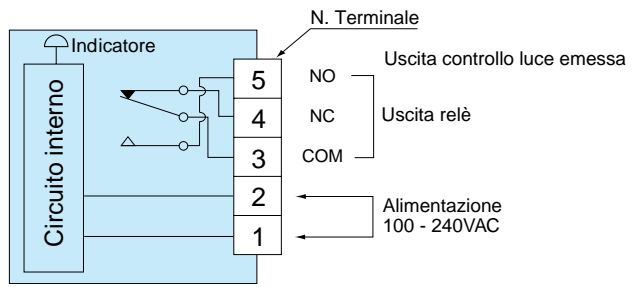 N. Terminale
Indicatore
Circuito interno
5
NO
Uscita controllo luce emessa
4
NC
Uscita relè
3
COM
2
1
Alimentazione
100 - 240VAC